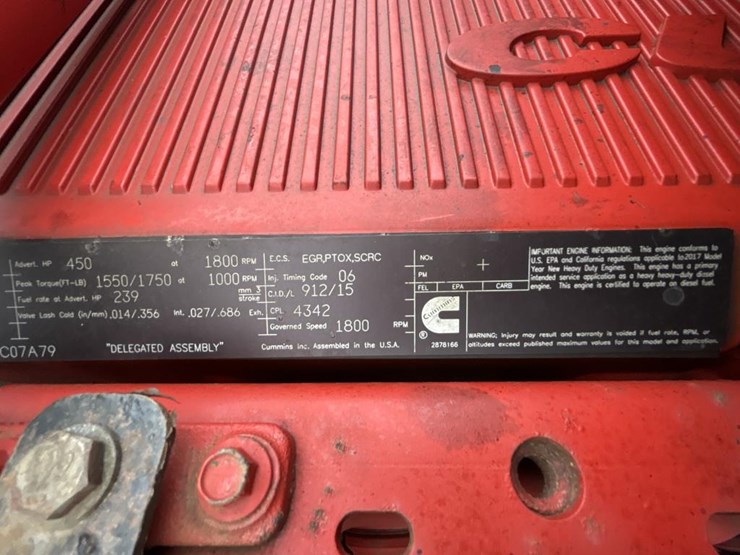 CU
Advert. HP 450 at 1800 RPM
Peak Torque(FT-LB) 1550/1750 at 1000 RPM
Fuel rate at Advert. HP 239 mm 3 stroke
Valve Lash Cold (in/mm) .014/.356 Int. .027/.686 Exh.
C07A79 "DELEGATED ASSEMBLY"
E.C.S. EGR,PTOX,SCRC
Inj. Timing Code 06
C.I.D./L 912/15
CPL 4342
Governed Speed 1800 RPM
Cummins Inc. Assembled in the U.S.A.
NOx
PM
FEL EPA CARB
Cummins
®
2878166
IMPORTANT ENGINE INFORMATION: This engine conforms to
U.S. EPA and California regulations applicable to 2017 Model
Year New Heavy Duty Engines. This engine has a primary
intended service application as a heavy heavy-duty diesel
engine. This engine is certified to operate on diesel fuel.
WARNING; Injury may result and warranty is voided if fuel rate, RPM, or
altitudes exceed published maximum values for this model and application.